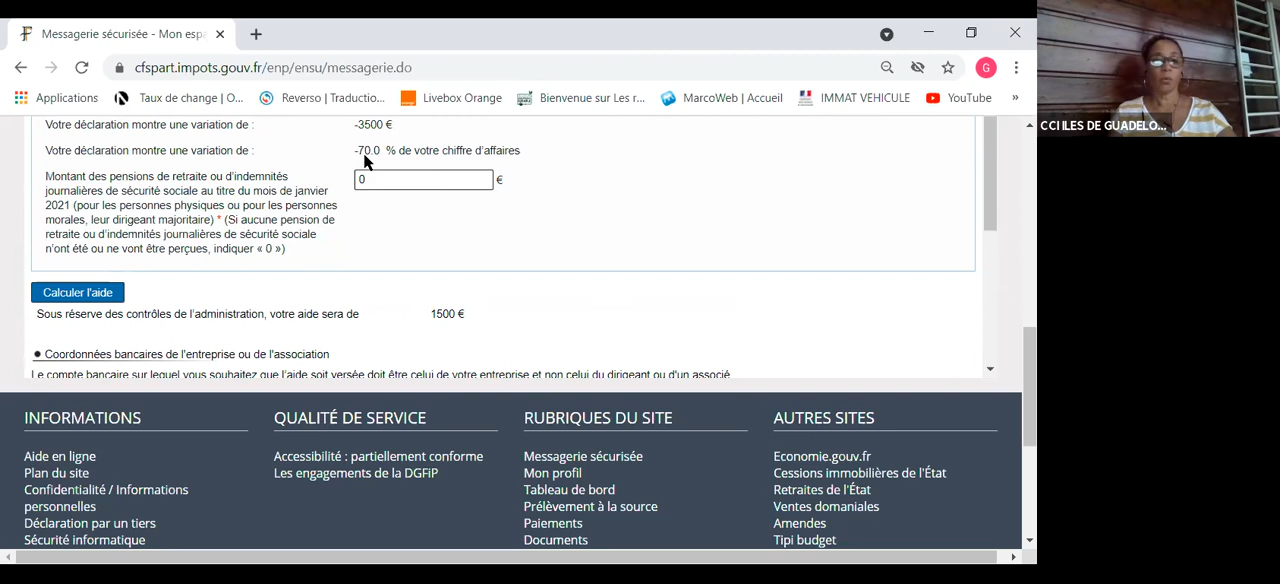 Messagerie sécurisée - Mon espa
cfspart.impots.gouv.fr/enp/ensu/messagerie.do
G
Applications
Taux de change | O...
Reverso | Traductio...
Livebox Orange
Bienvenue sur Les r...
MarcoWeb | Accueil
IMMAT VEHICULE
YouTube
»
CCI ILES DE GUADELO...
Votre déclaration montre une variation de : -3500 €
Votre déclaration montre une variation de : -70.0 % de votre chiffre d'affaires
Montant des pensions de retraite ou d'indemnités
journalières de sécurité sociale au titre du mois de janvier
2021 (pour les personnes physiques ou pour les personnes
morales, leur dirigeant majoritaire) * (Si aucune pension de
retraite ou d'indemnités journalières de sécurité sociale
n'ont été ou ne vont être perçues, indiquer « 0 »)
0 €
Calculer l'aide
Sous réserve des contrôles de l'administration, votre aide sera de 1500 €
● Coordonnées bancaires de l'entreprise ou de l'association
Le compte bancaire sur lequel vous souhaitez que l'aide soit versée doit être celui de votre entreprise et non celui du dirigeant ou d'un associé
INFORMATIONS
Aide en ligne
Plan du site
Confidentialité / Informations
personnelles
Déclaration par un tiers
Sécurité informatique
QUALITÉ DE SERVICE
Accessibilité : partiellement conforme
Les engagements de la DGFiP
RUBRIQUES DU SITE
Messagerie sécurisée
Mon profil
Tableau de bord
Prélèvement à la source
Paiements
Documents
AUTRES SITES
Economie.gouv.fr
Cessions immobilières de l'État
Retraites de l'État
Ventes domaniales
Amendes
Tipi budget